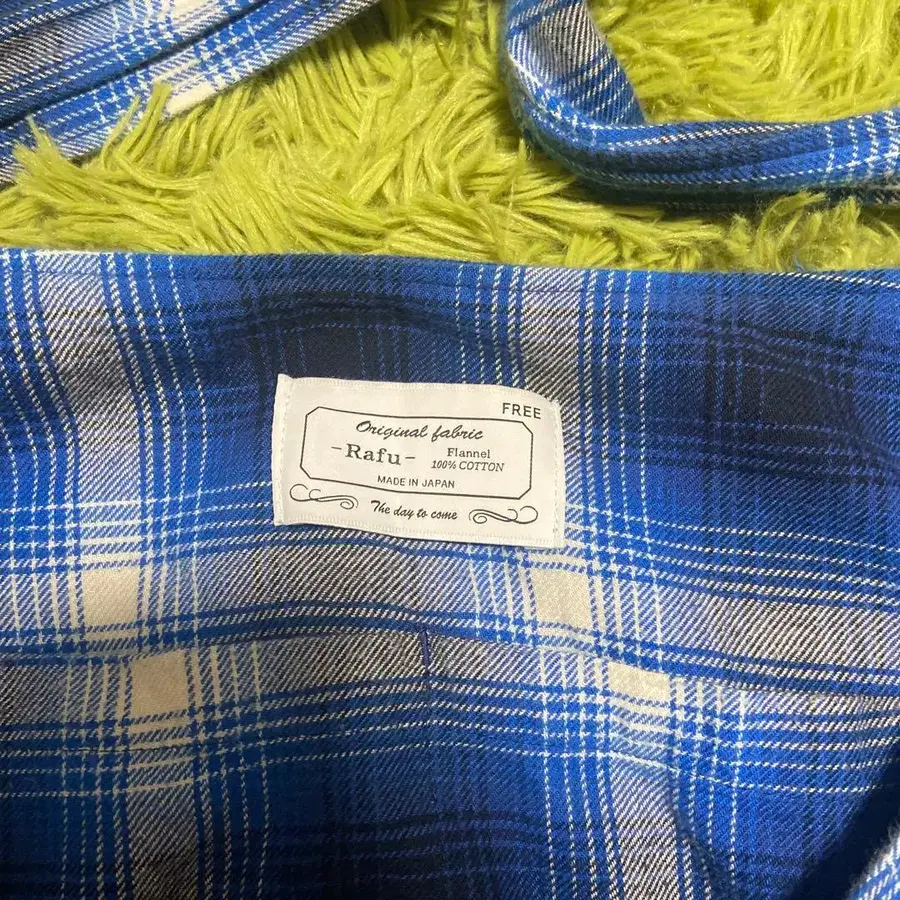 FREE
Original fabric
-Rafu- Flannel
100% COTTON
MADE IN JAPAN
The day to come